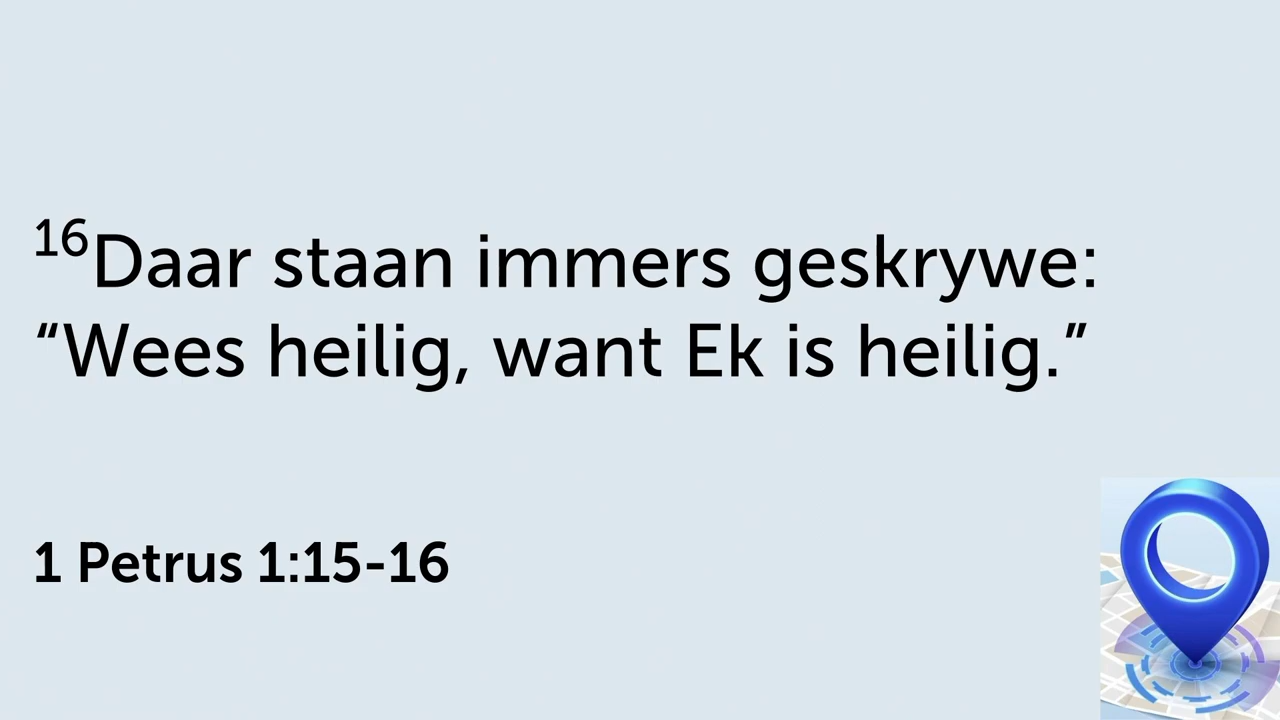 ¹⁶Daar staan immers geskrywe:
“Wees heilig, want Ek is heilig.”
1 Petrus 1:15-16